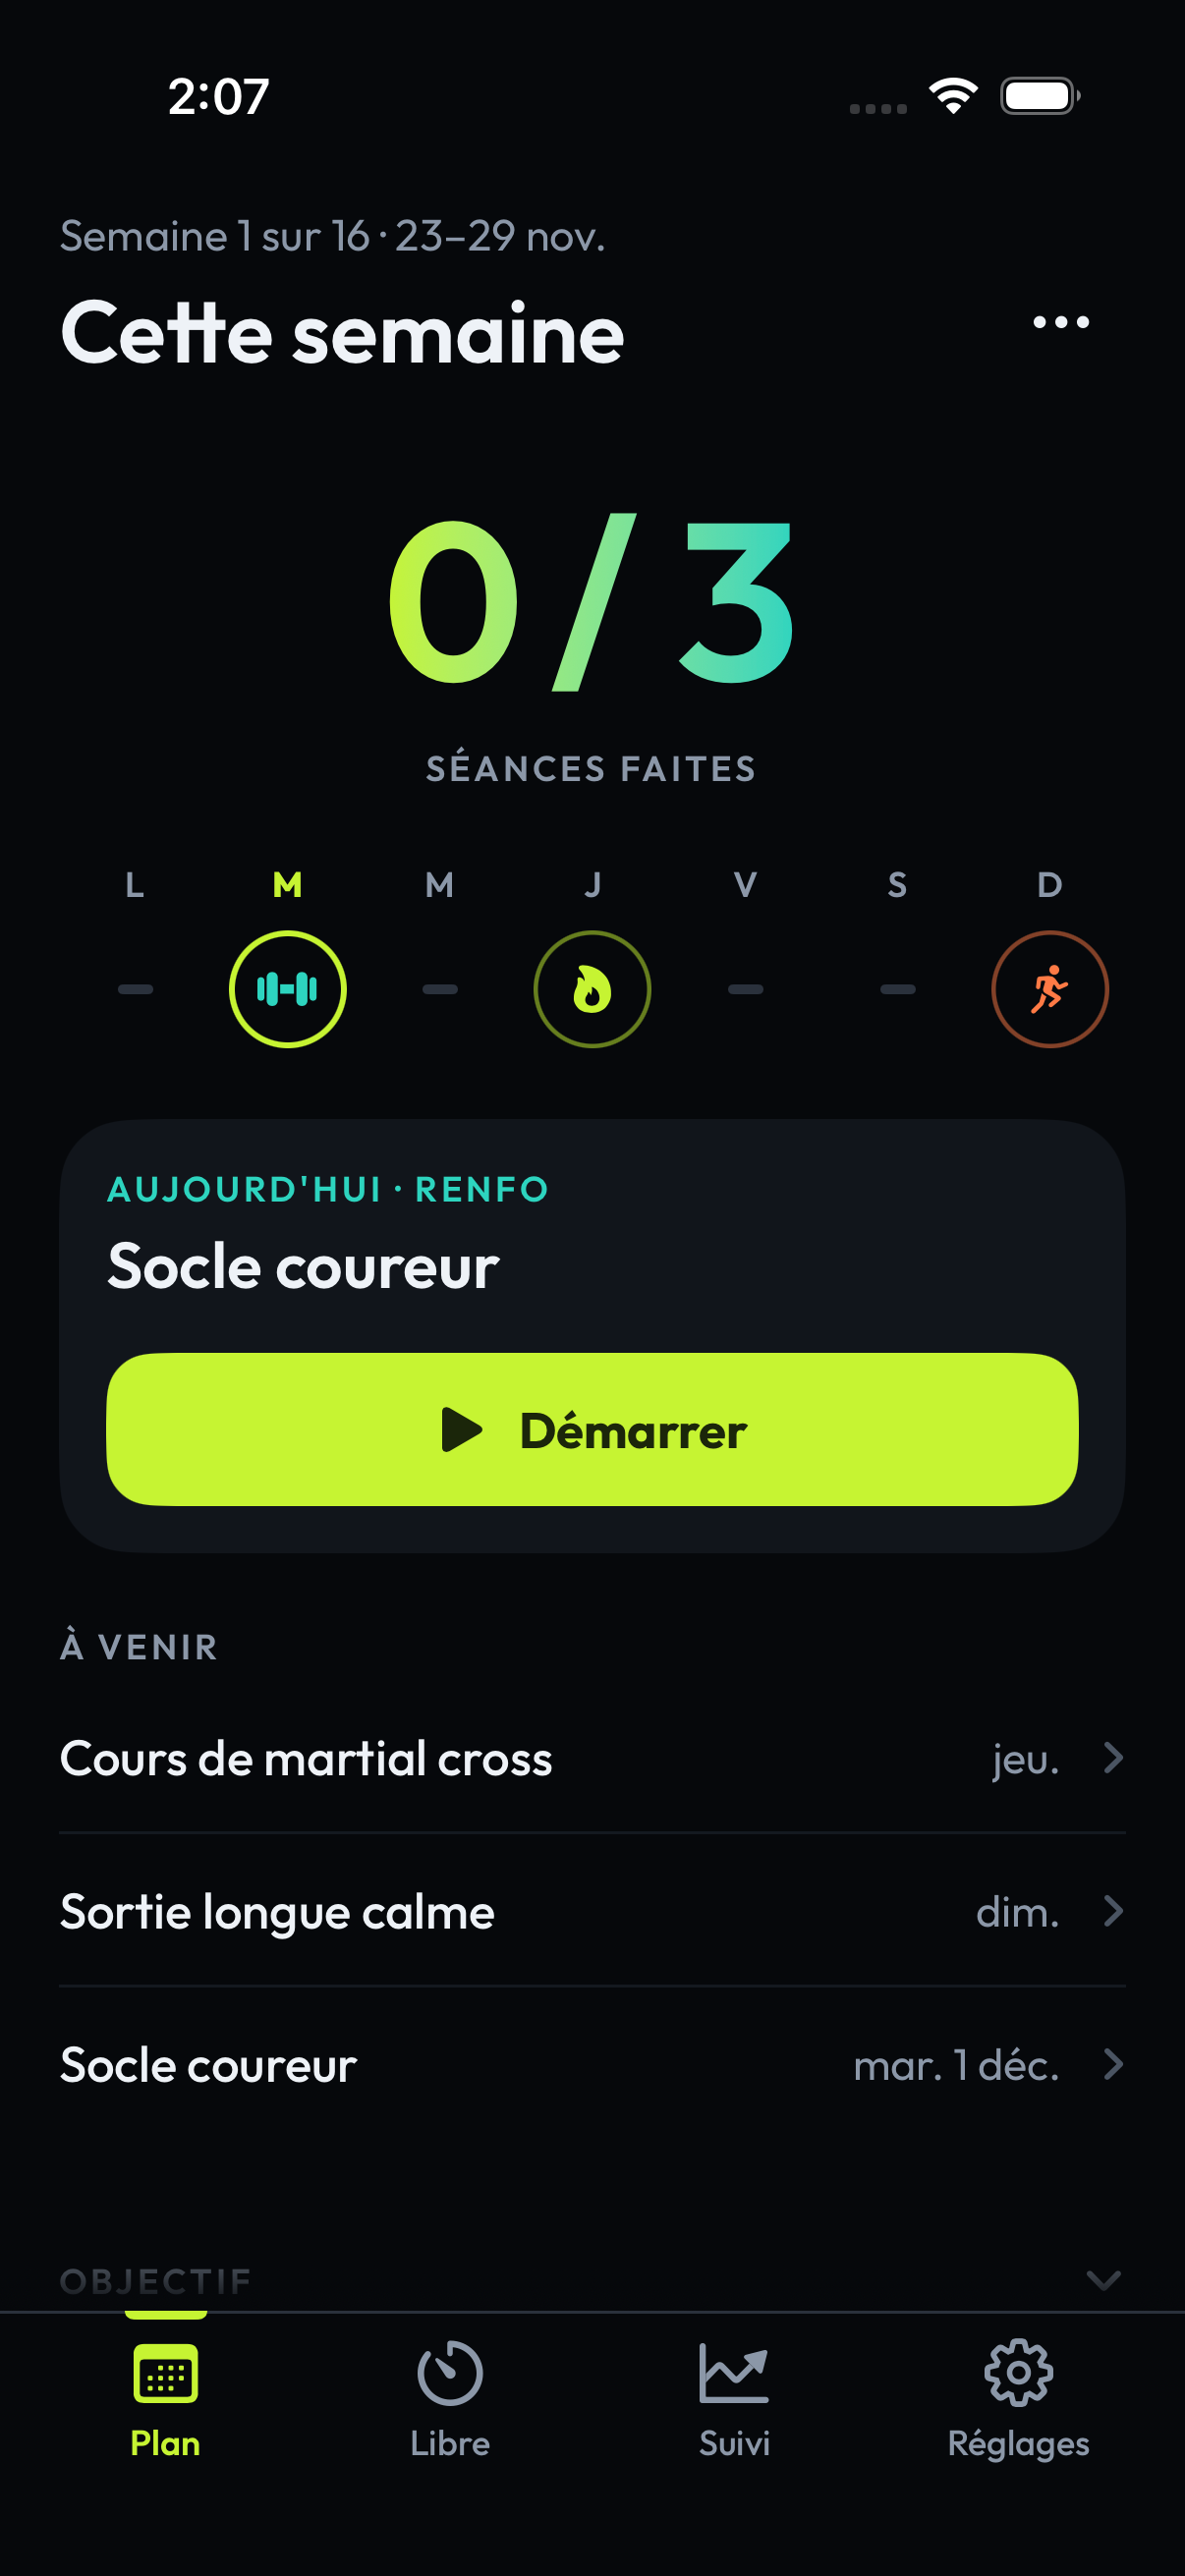 2:07
Semaine 1 sur 16 · 23–29 nov.
Cette semaine
0/3
SÉANCES FAITES
L M M J V S D
AUJOURD'HUI · RENFO
Socle coureur
Démarrer
À VENIR
Cours de martial cross jeu.
Sortie longue calme dim.
Socle coureur mar. 1 déc.
OBJECTIF
Plan Libre Suivi Réglages